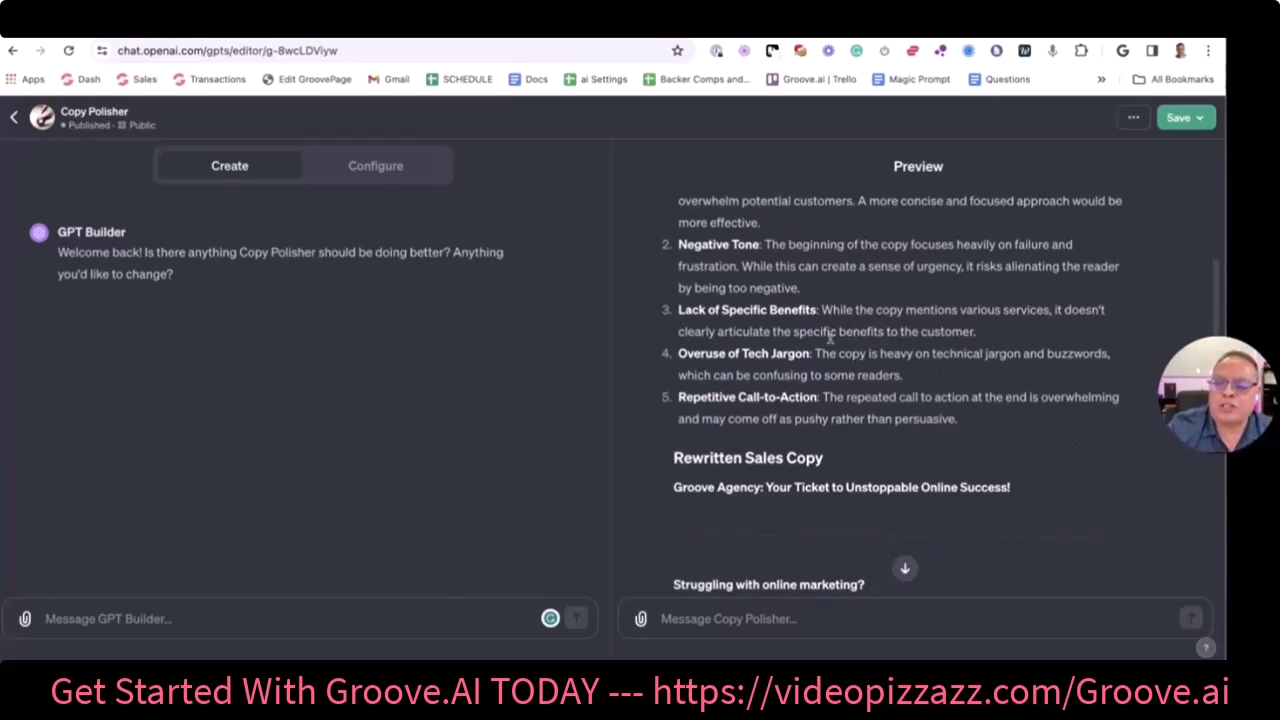 chat.openai.com/gpts/editor/g-8wcLDViyw
Apps Dash Sales Transactions Edit GroovePage Gmail SCHEDULE Docs ai Settings Backer Comps and... Groove.ai | Trello Magic Prompt Questions » All Bookmarks
Copy Polisher
Published · Public
Save
Create Configure
GPT Builder
Welcome back! Is there anything Copy Polisher should be doing better? Anything
you'd like to change?
Message GPT Builder...
Preview
overwhelm potential customers. A more concise and focused approach would be
more effective.
2. Negative Tone: The beginning of the copy focuses heavily on failure and
frustration. While this can create a sense of urgency, it risks alienating the reader
by being too negative.
3. Lack of Specific Benefits: While the copy mentions various services, it doesn't
clearly articulate the specific benefits to the customer.
4. Overuse of Tech Jargon: The copy is heavy on technical jargon and buzzwords,
which can be confusing to some readers.
5. Repetitive Call-to-Action: The repeated call to action at the end is overwhelming
and may come off as pushy rather than persuasive.
Rewritten Sales Copy
Groove Agency: Your Ticket to Unstoppable Online Success!
Struggling with online marketing?
Message Copy Polisher...
?
Get Started With Groove.AI TODAY --- https://videopizzazz.com/Groove.ai